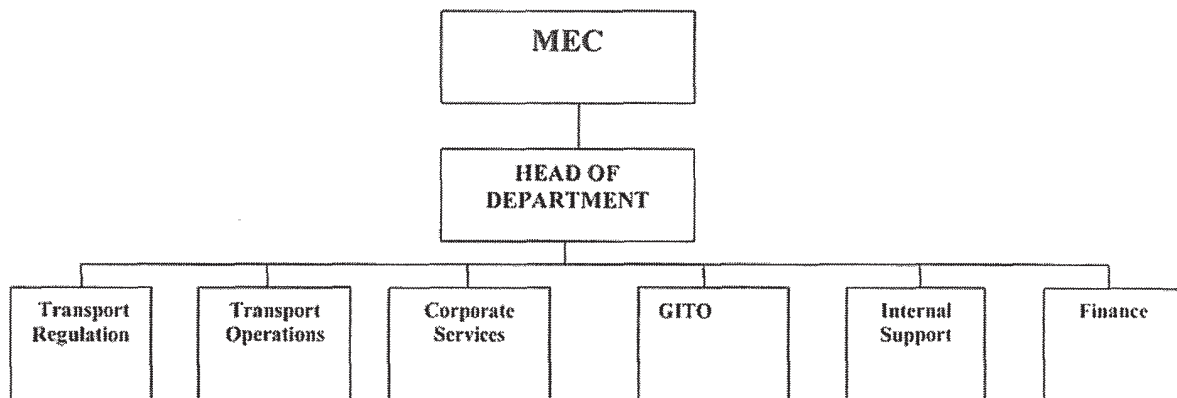 MEC
HEAD OF
DEPARTMENT
Transport
Regulation
Transport
Operations
Corporate
Services
GITO
Internal
Support
Finance